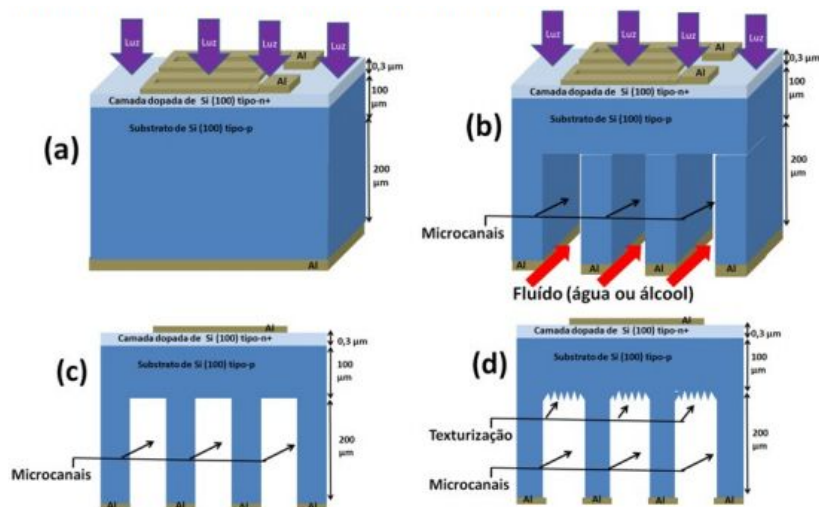 Luz Luz Luz Luz
Al
Al
0,3 µm
Camada dopada de Si (100) tipo-n+
100 µm
Substrato de Si (100) tipo-p
(a)
200 µm
Al
Luz Luz Luz Luz
Al
Al
0,3 µm
Camada dopada de Si (100) tipo-n+
100 µm
Substrato de Si (100) tipo-p
(b)
200 µm
Microcanais
Al Al Al Al
Fluído (água ou álcool)
Al
Camada dopada de Si (100) tipo-n+
0,3 µm
Substrato de Si (100) tipo-p
100 µm
(c)
200 µm
Microcanais
Al Al Al Al
Al
Camada dopada de Si (100) tipo-n+
0,3 µm
Substrato de Si (100) tipo-p
100 µm
(d)
Texturização
200 µm
Microcanais
Al Al Al Al